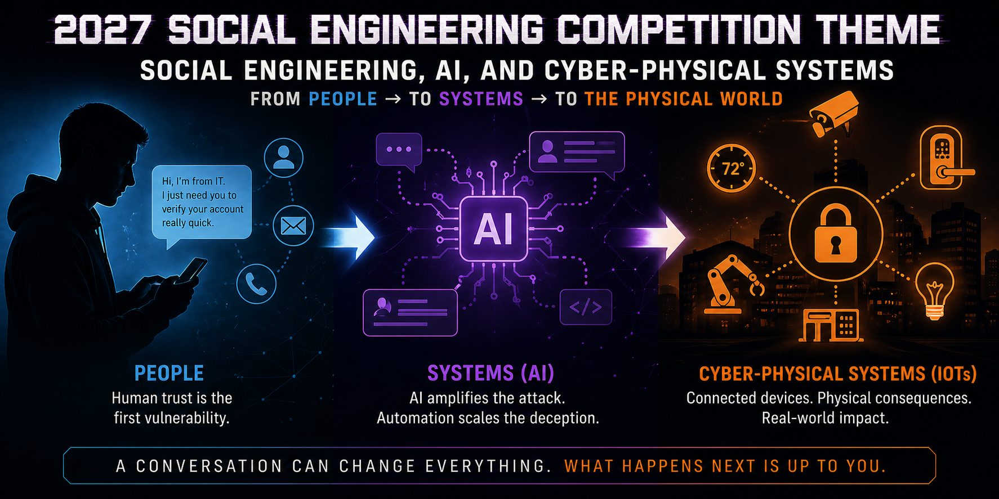 2027 SOCIAL ENGINEERING COMPETITION THEME
SOCIAL ENGINEERING, AI, AND CYBER-PHYSICAL SYSTEMS
FROM PEOPLE → TO SYSTEMS → TO THE PHYSICAL WORLD
Hi, I'm from IT.
I just need you to
verify your account
really quick.
AI
</>
72°
PEOPLE
Human trust is the
first vulnerability.
SYSTEMS (AI)
AI amplifies the attack.
Automation scales the deception.
CYBER-PHYSICAL SYSTEMS (IOTs)
Connected devices. Physical consequences.
Real-world impact.
A CONVERSATION CAN CHANGE EVERYTHING. WHAT HAPPENS NEXT IS UP TO YOU.